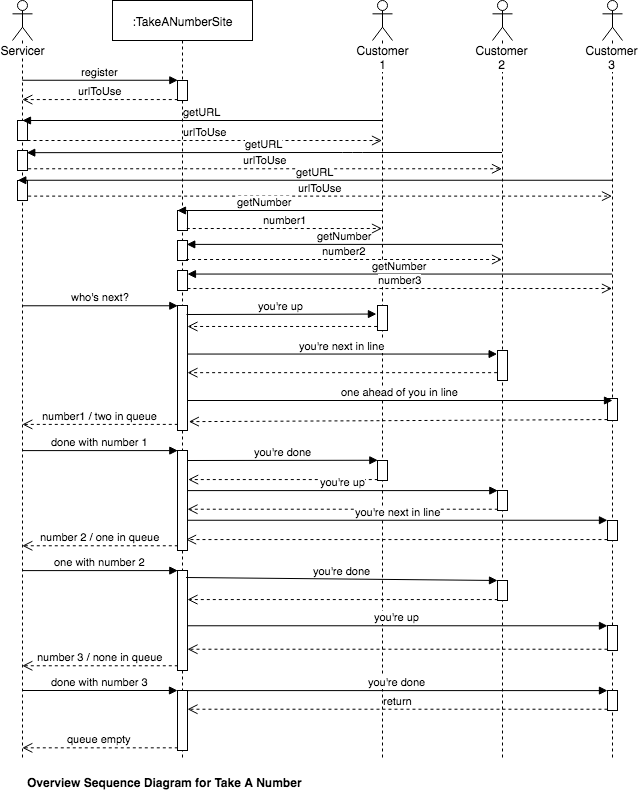 :TakeANumberSite
Servicer
Customer
1
Customer
2
Customer
3
register
urlToUse
getURL
urlToUse
getURL
urlToUse
getURL
urlToUse
getNumber
number1
getNumber
number2
getNumber
number3
who's next?
you're up
you're next in line
one ahead of you in line
number1 / two in queue
done with number 1
you're done
you're up
you're next in line
number 2 / one in queue
one with number 2
you're done
you're up
number 3 / none in queue
done with number 3
you're done
return
queue empty
Overview Sequence Diagram for Take A Number